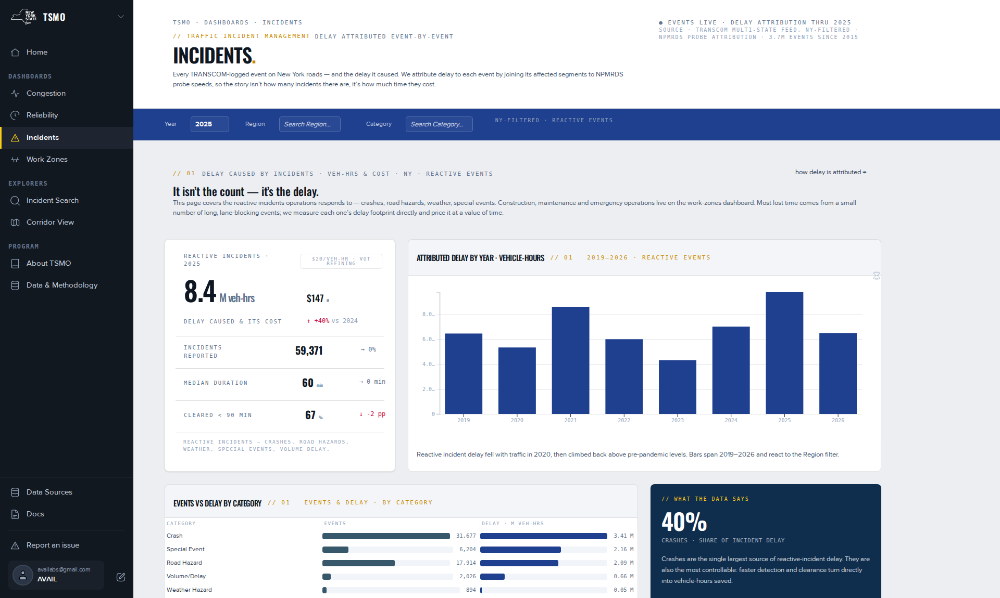 NEW YORK STATE
TSMO
Home
DASHBOARDS
Congestion
Reliability
Incidents
Work Zones
EXPLORERS
Incident Search
Corridor View
PROGRAM
About TSMO
Data & Methodology
Data Sources
Docs
Report an issue
availabs@gmail.com
AVAIL
TSMO · DASHBOARDS · INCIDENTS
// TRAFFIC INCIDENT MANAGEMENT DELAY ATTRIBUTED EVENT-BY-EVENT
INCIDENTS.
Every TRANSCOM-logged event on New York roads — and the delay it caused. We attribute delay to each event by joining its affected segments to NPMRDS
probe speeds, so the story isn’t how many incidents there are, it’s how much time they cost.
● EVENTS LIVE · DELAY ATTRIBUTION THRU 2025
SOURCE · TRANSCOM MULTI-STATE FEED, NY-FILTERED ·
NPMRDS PROBE ATTRIBUTION · 3.7M EVENTS SINCE 2015
Year 2025 Region Search Region... Category Search Category... NY-FILTERED · REACTIVE EVENTS
// 01 DELAY CAUSED BY INCIDENTS · VEH-HRS & COST · NY · REACTIVE EVENTS
how delay is attributed →
It isn’t the count — it’s the delay.
This page covers the reactive incidents operations responds to — crashes, road hazards, weather, special events. Construction, maintenance and emergency operations live on the work-zones dashboard. Most lost time comes from a small
number of long, lane-blocking events; we measure each one’s delay footprint directly and price it at a value of time.
REACTIVE INCIDENTS ·
2025
$20/VEH-HR · VOT
REFINING
8.4 M veh-hrs
$147 M
DELAY CAUSED & ITS COST
↑ +40% vs 2024
INCIDENTS
REPORTED
59,371
→ 0%
MEDIAN DURATION
60 min
→ 0 min
CLEARED < 90 MIN
67 %
↓ -2 pp
REACTIVE INCIDENTS — CRASHES, ROAD HAZARDS,
WEATHER, SPECIAL EVENTS, VOLUME DELAY.
ATTRIBUTED DELAY BY YEAR · VEHICLE-HOURS // 01 2019–2026 · REACTIVE EVENTS
8.0…
6.0…
4.0…
2.0…
0
2019 2020 2021 2022 2023 2024 2025 2026
Reactive incident delay fell with traffic in 2020, then climbed back above pre-pandemic levels. Bars span 2019–2026 and react to the Region filter.
EVENTS VS DELAY BY CATEGORY // 01 EVENTS & DELAY · BY CATEGORY
CATEGORY EVENTS DELAY · M VEH-HRS
Crash 31,677 3.41 M
Special Event 6,204 2.16 M
Road Hazard 17,914 2.09 M
Volume/Delay 2,026 0.66 M
Weather Hazard 894 0.05 M
// WHAT THE DATA SAYS
40%
CRASHES · SHARE OF INCIDENT DELAY
Crashes are the single largest source of reactive-incident delay. They are
also the most controllable: faster detection and clearance turn directly
into vehicle-hours saved.